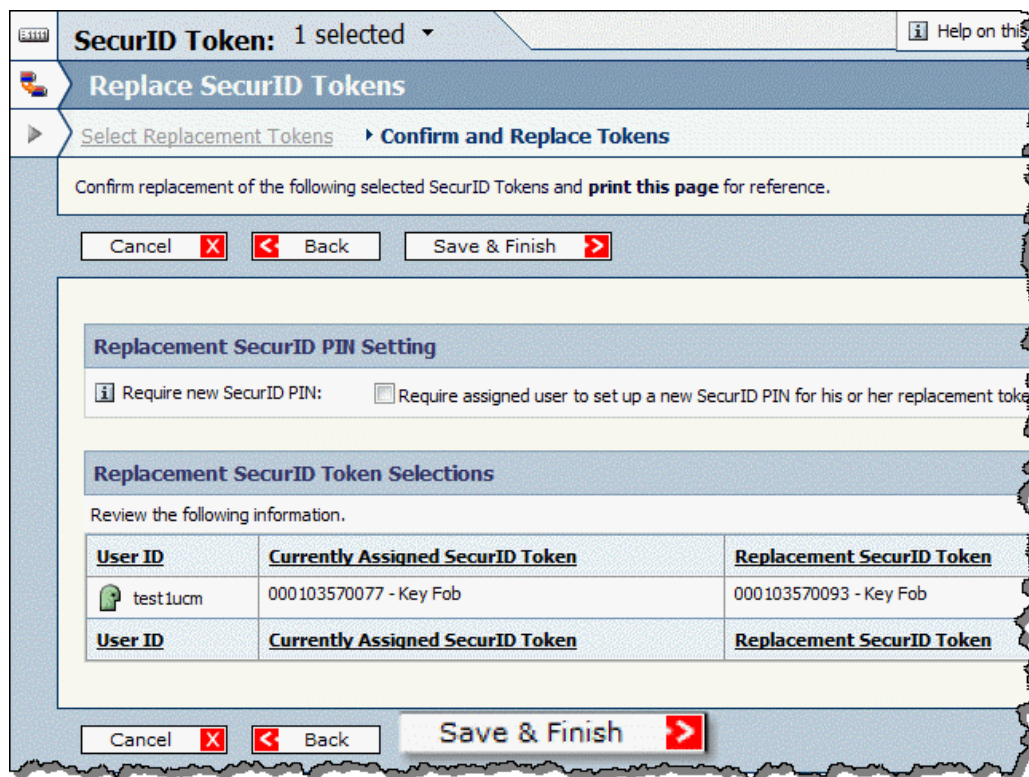 SecurID Token: 1 selected
Help on this
Replace SecurID Tokens
Select Replacement Tokens Confirm and Replace Tokens
Confirm replacement of the following selected SecurID Tokens and print this page for reference.
Cancel X < Back Save & Finish >
Replacement SecurID PIN Setting
Require new SecurID PIN: Require assigned user to set up a new SecurID PIN for his or her replacement toke
Replacement SecurID Token Selections
Review the following information.
User ID Currently Assigned SecurID Token Replacement SecurID Token
test1ucm 000103570077 - Key Fob 000103570093 - Key Fob
User ID Currently Assigned SecurID Token Replacement SecurID Token
Cancel X < Back Save & Finish >